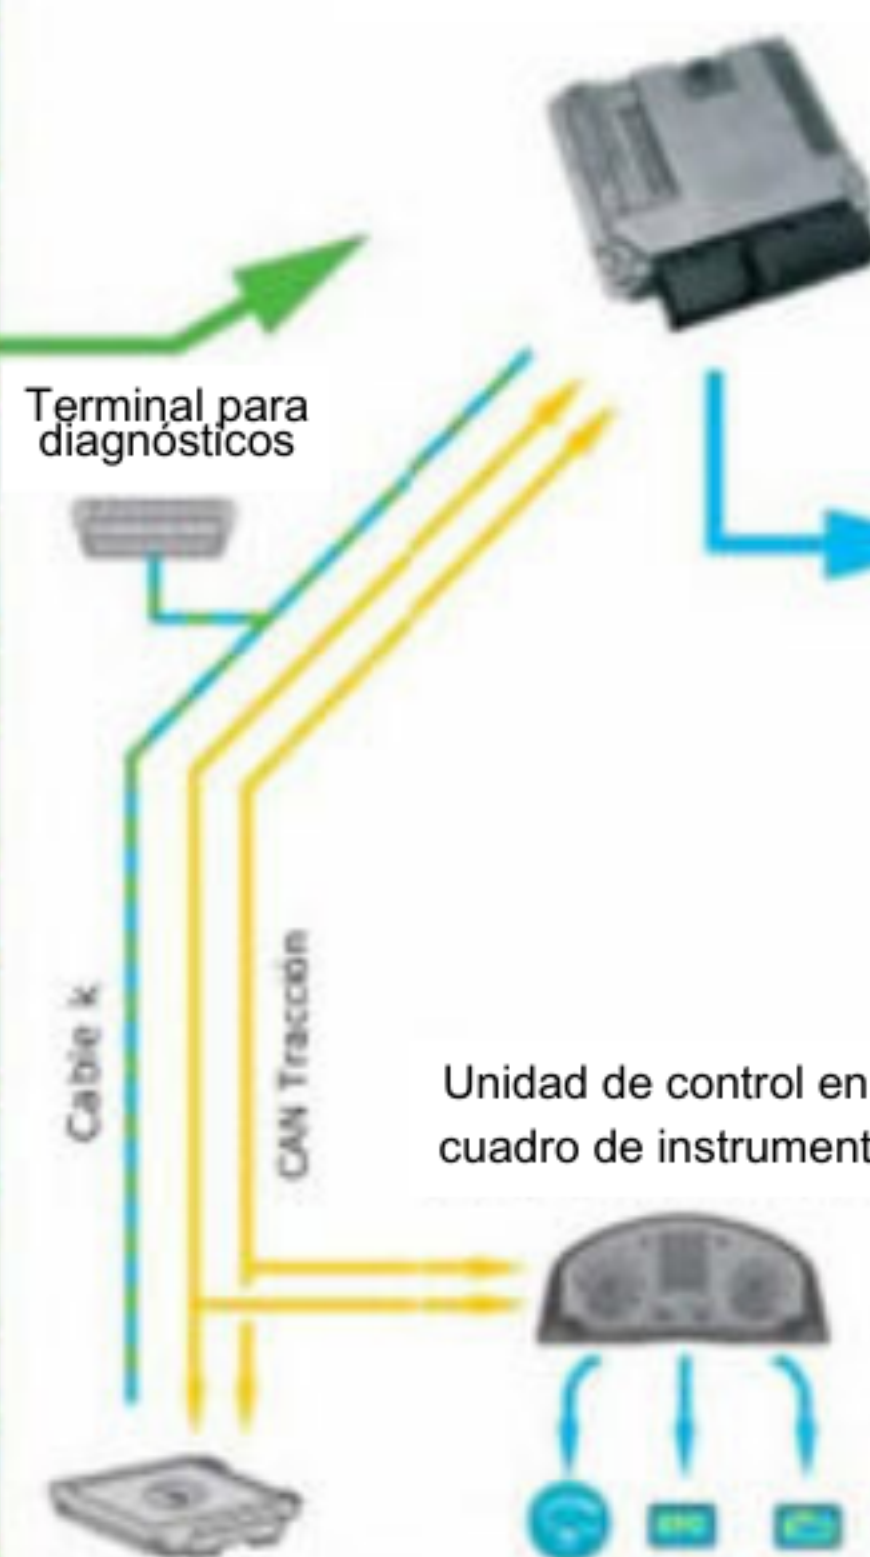 Terminal para
diagnósticos
Cable k
CAN Tracción
Unidad de control en
cuadro de instrument